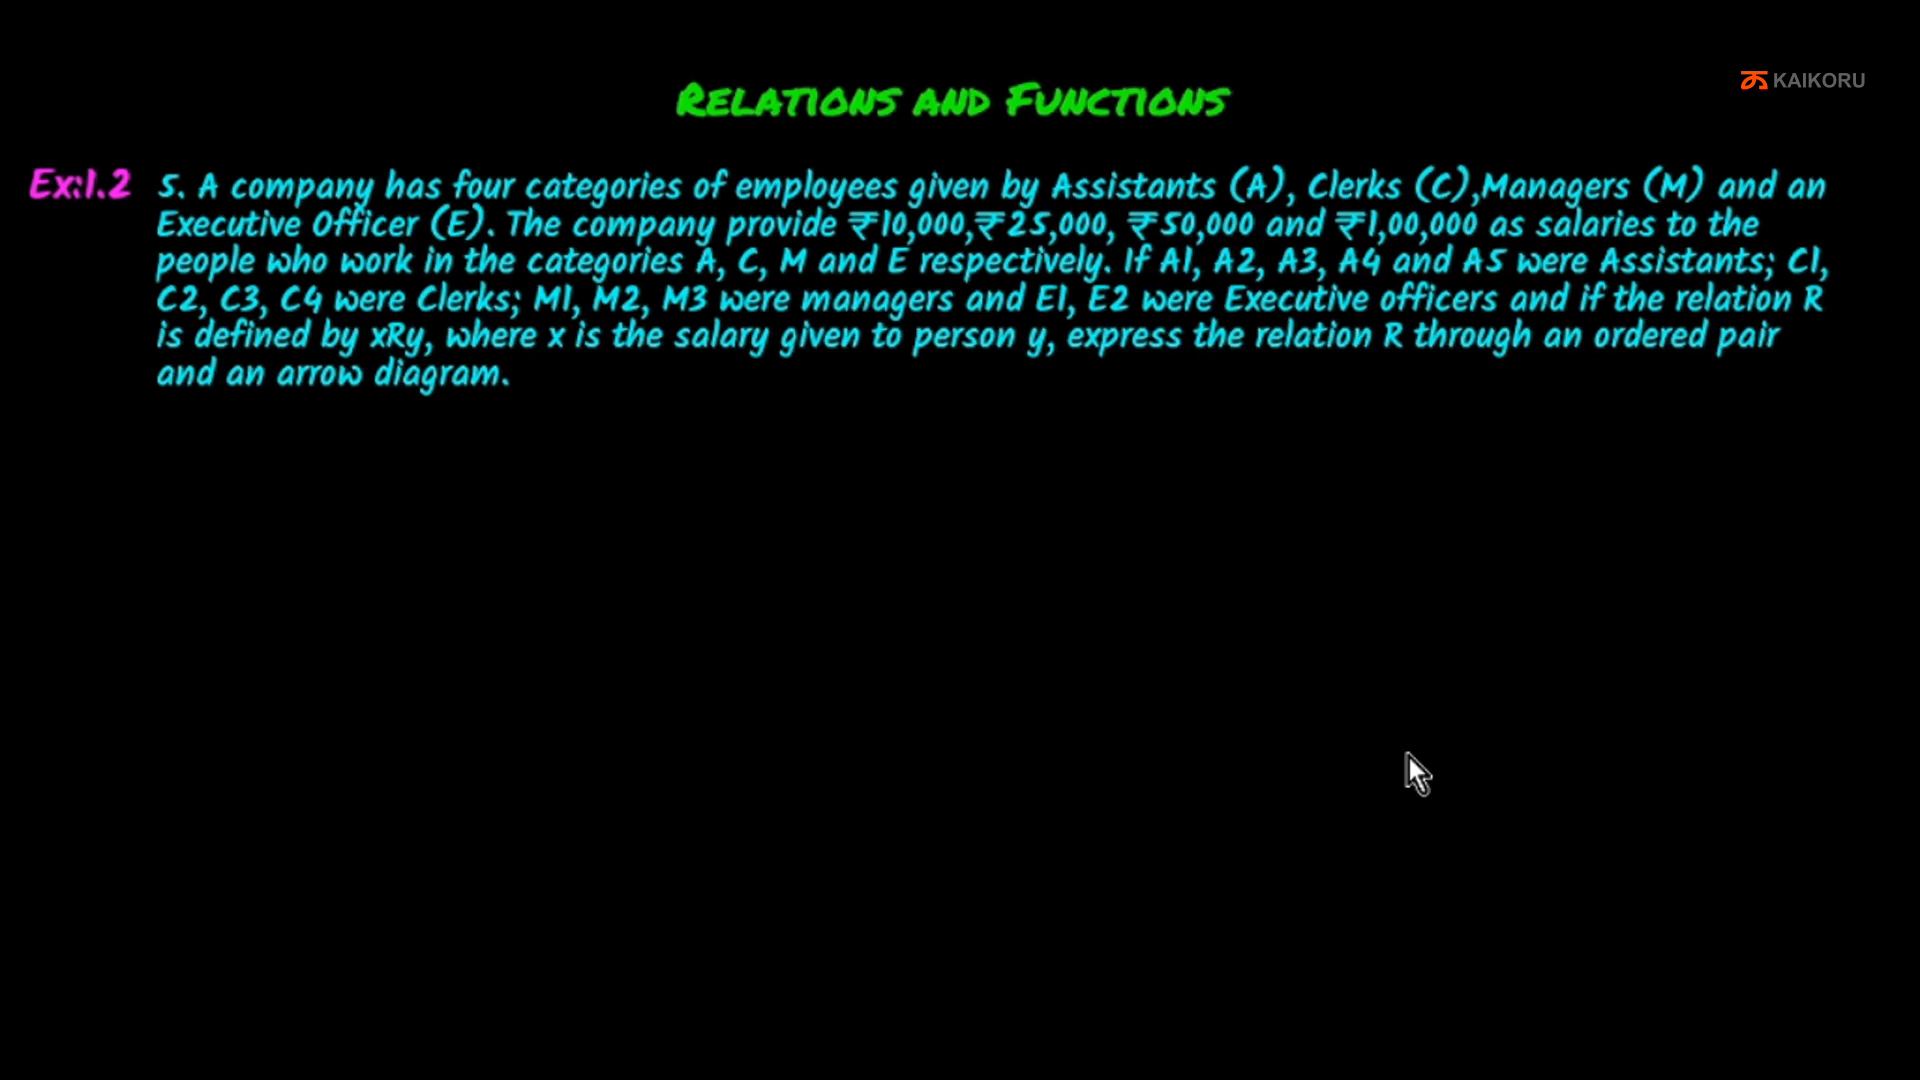 KAIKORU
RELATIONS AND FUNCTIONS
Ex:1.2 5. A company has four categories of employees given by Assistants (A), Clerks (C),Managers (M) and an
Executive Officer (E). The company provide ₹10,000,₹25,000, ₹50,000 and ₹1,00,000 as salaries to the
people who work in the categories A, C, M and E respectively. If A1, A2, A3, A4 and A5 were Assistants; C1,
C2, C3, C4 were Clerks; M1, M2, M3 were managers and E1, E2 were Executive officers and if the relation R
is defined by xRy, where x is the salary given to person y, express the relation R through an ordered pair
and an arrow diagram.